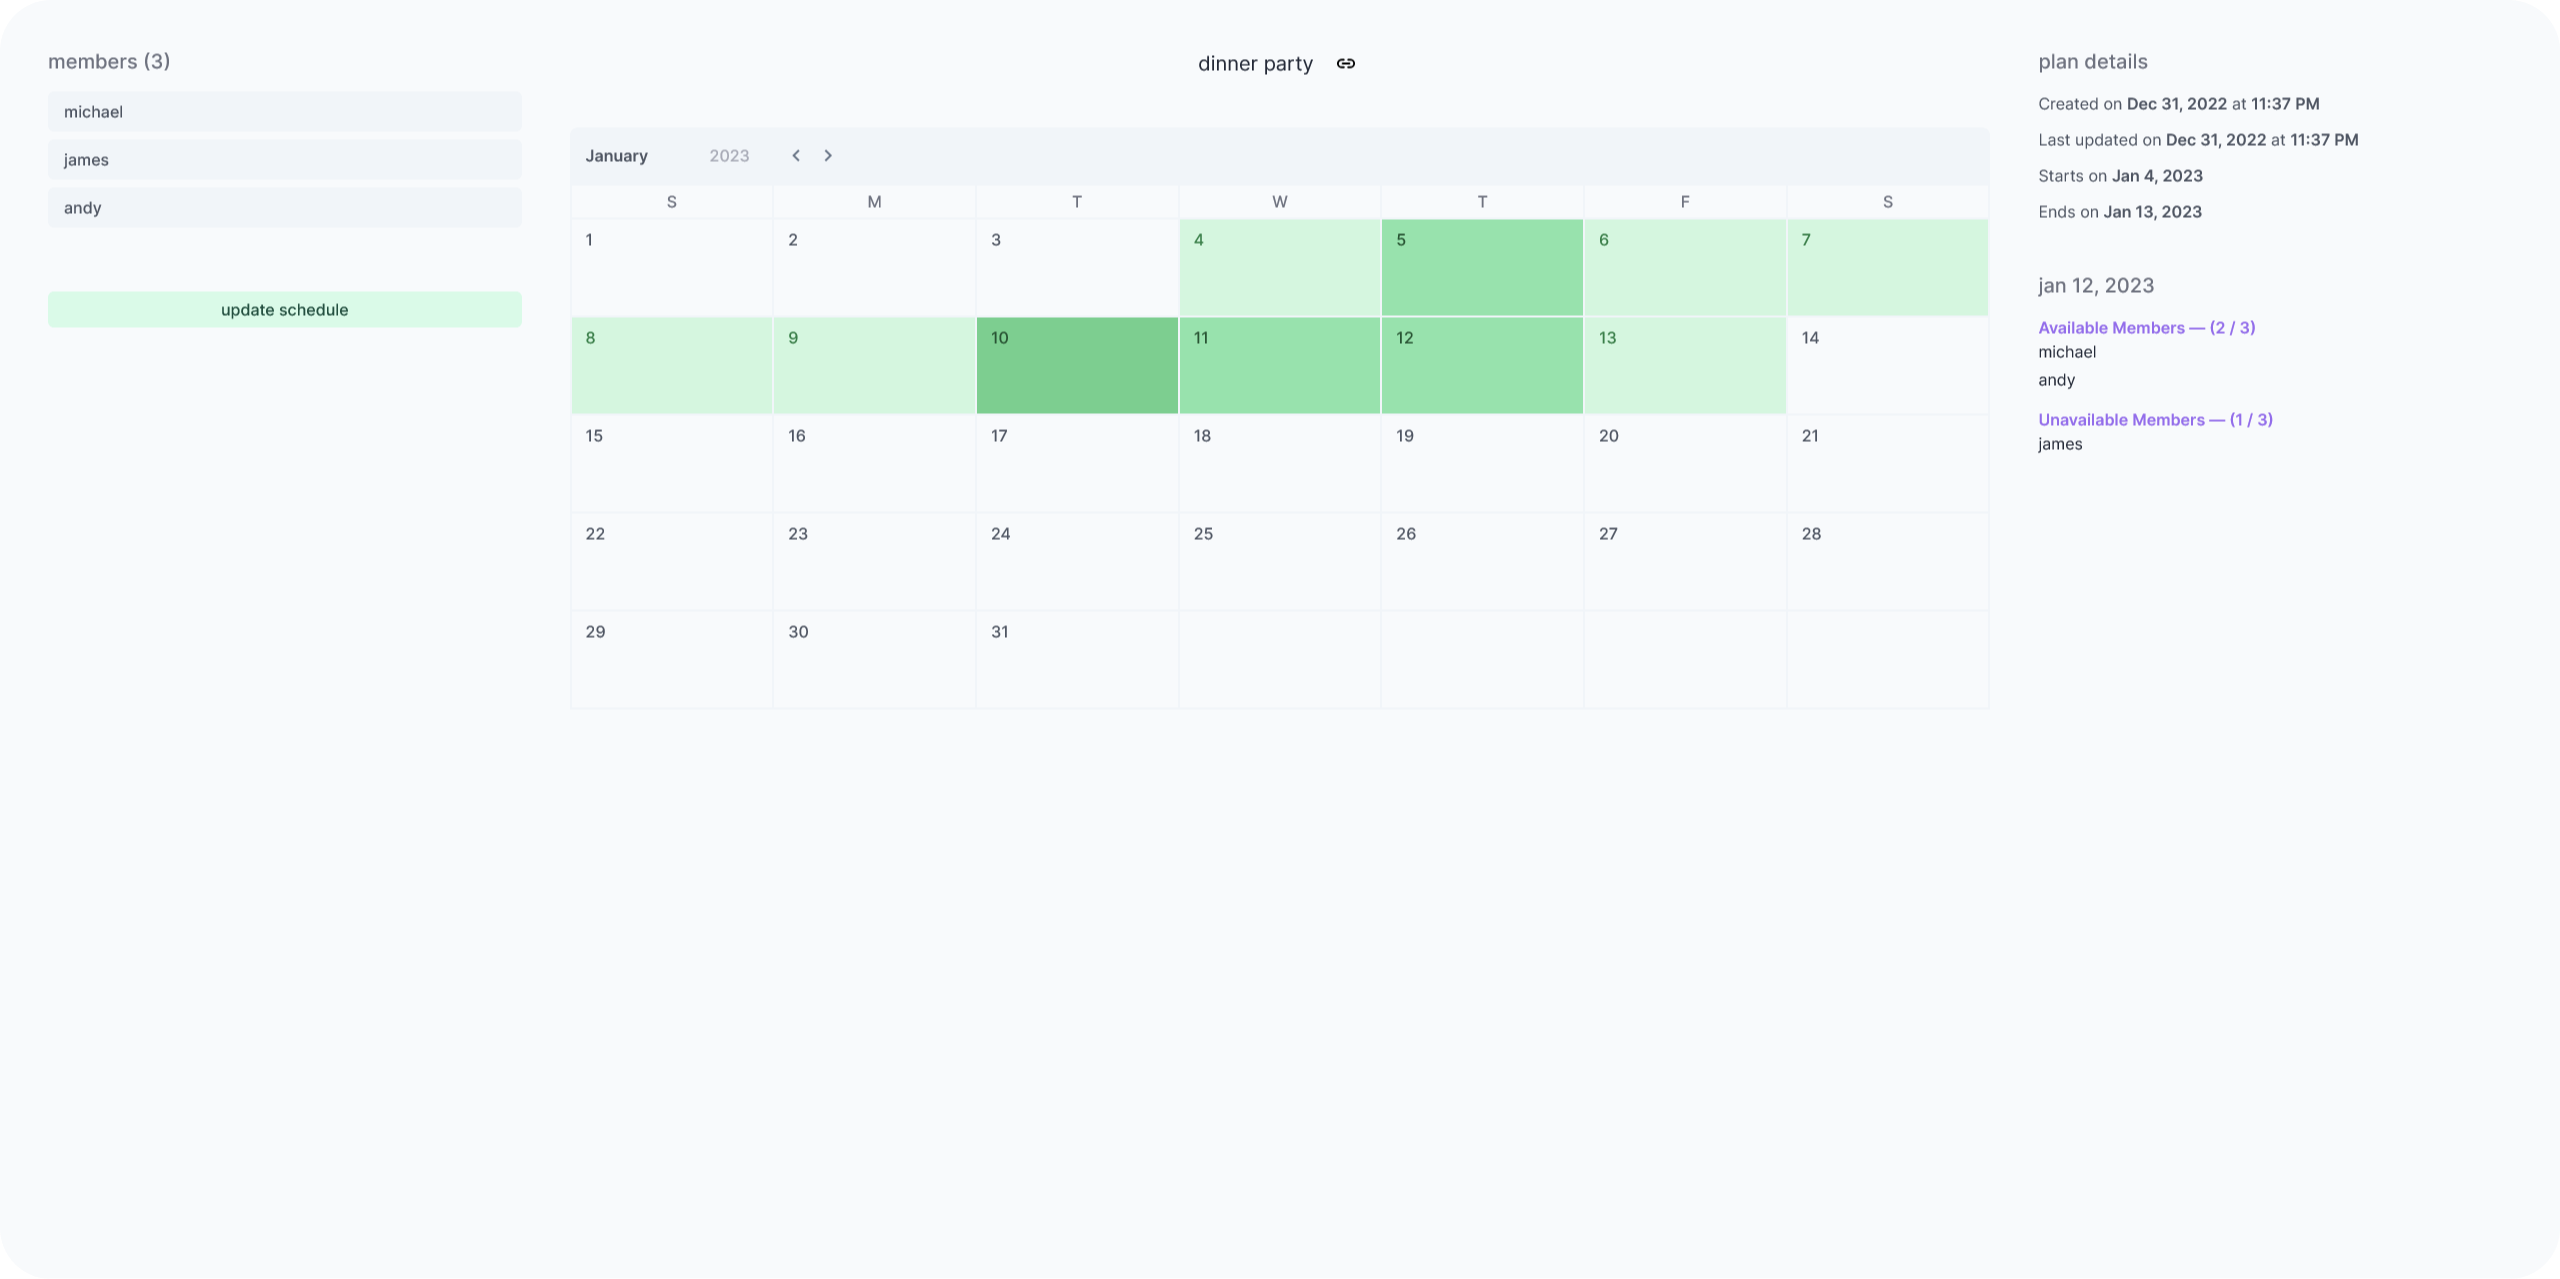 members (3)
michael
james
andy
update schedule
dinner party
January 2023
S M T W T F S
1 2 3 4 5 6 7
8 9 10 11 12 13 14
15 16 17 18 19 20 21
22 23 24 25 26 27 28
29 30 31
plan details
Created on Dec 31, 2022 at 11:37 PM
Last updated on Dec 31, 2022 at 11:37 PM
Starts on Jan 4, 2023
Ends on Jan 13, 2023
jan 12, 2023
Available Members — (2 / 3)
michael
andy
Unavailable Members — (1 / 3)
james